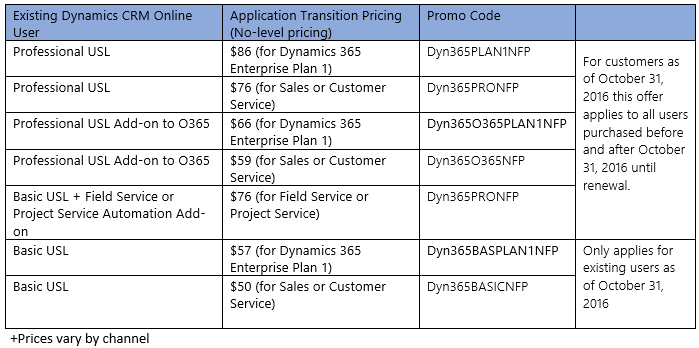 Existing Dynamics CRM Online
User
Application Transition Pricing
(No-level pricing)
Promo Code
Professional USL
$86 (for Dynamics 365
Enterprise Plan 1)
Dyn365PLAN1NFP
Professional USL
$76 (for Sales or Customer
Service)
Dyn365PRONFP
Professional USL Add-on to O365
$66 (for Dynamics 365
Enterprise Plan 1)
Dyn365O365PLAN1NFP
Professional USL Add-on to O365
$59 (for Sales or Customer
Service)
Dyn365O365NFP
Basic USL + Field Service or
Project Service Automation Add-
on
$76 (for Field Service or
Project Service)
Dyn365PRONFP
For customers as
of October 31,
2016 this offer
applies to all users
purchased before
and after October
31, 2016 until
renewal.
Basic USL
$57 (for Dynamics 365
Enterprise Plan 1)
Dyn365BASPLAN1NFP
Basic USL
$50 (for Sales or Customer
Service)
Dyn365BASICNFP
Only applies for
existing users as
of October 31,
2016
+Prices vary by channel